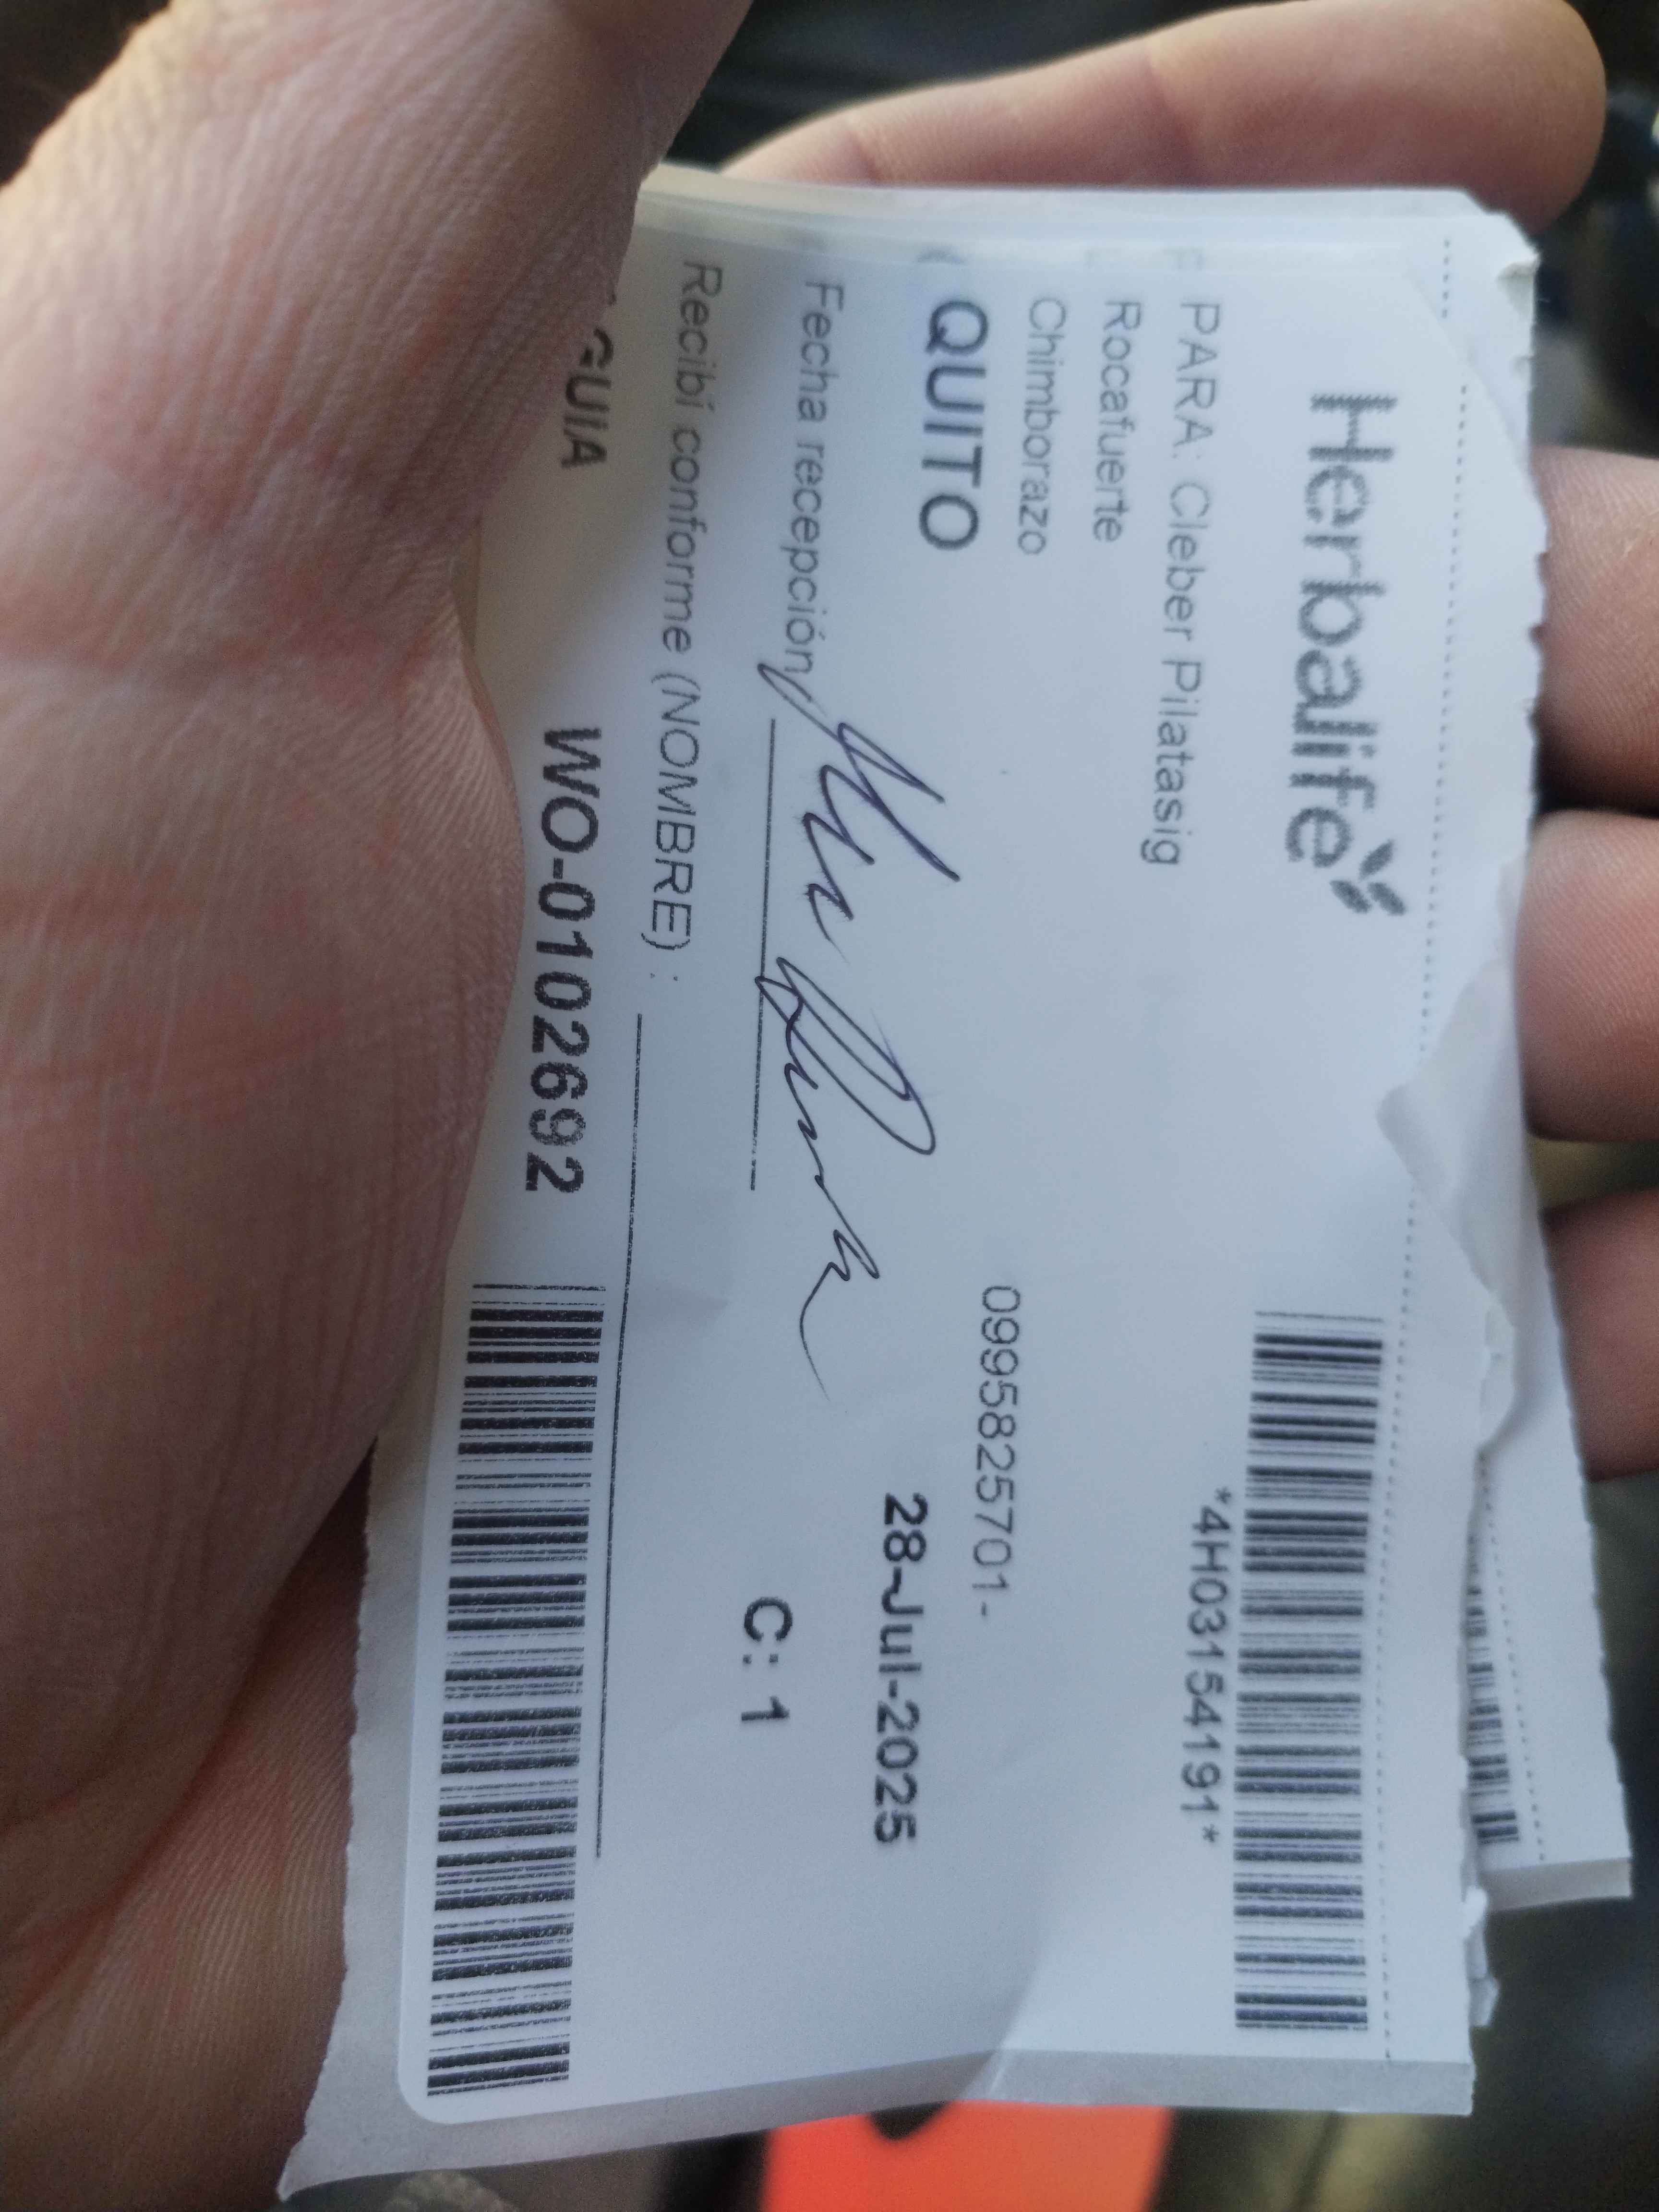 Herbalife
*4H03154191*
PARA: Cleber Pilatasig
Rocafuerte
Chimborazo
0995825701-
QUITO
28-Jul-2025
Fecha recepción
C: 1
Recibí conforme (NOMBRE) :
GUIA
WO-0102692